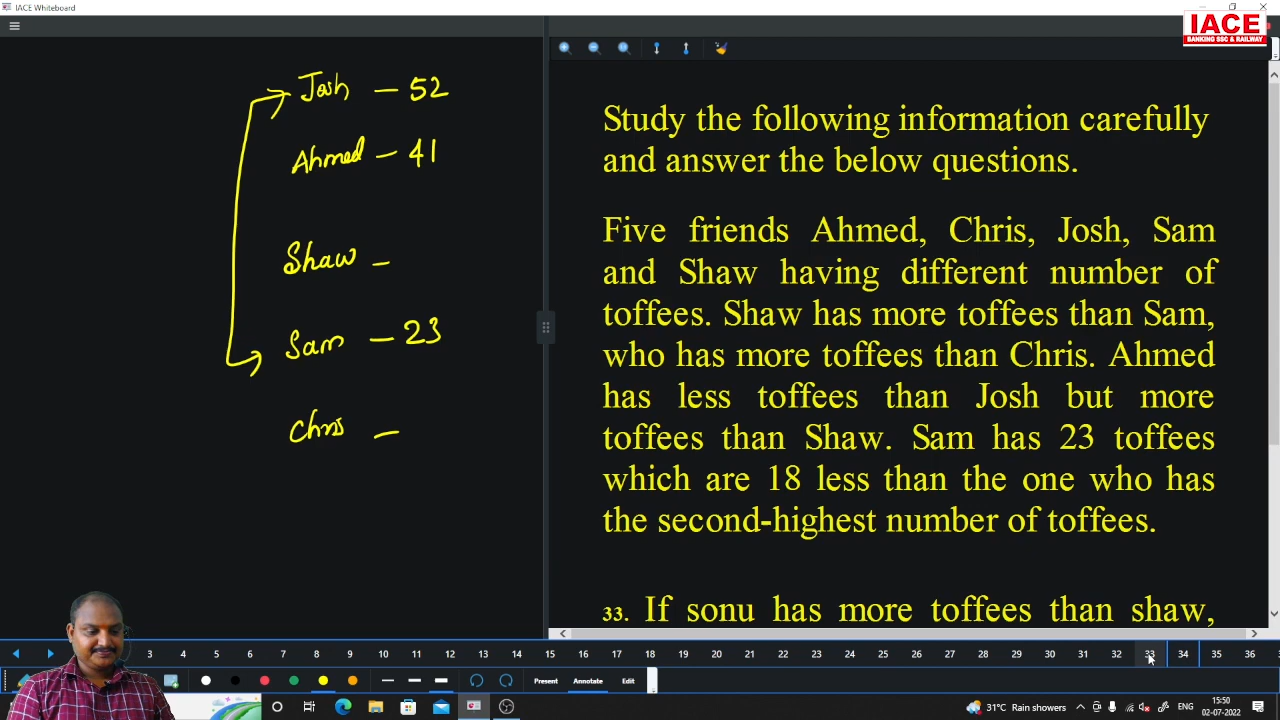 IACE Whiteboard
IACE
BANKING SSC & RAILWAY
Josh - 52
Ahmed - 41
Shaw -
Sam - 23
Chris -
Study the following information carefully
and answer the below questions.
Five friends Ahmed, Chris, Josh, Sam
and Shaw having different number of
toffees. Shaw has more toffees than Sam,
who has more toffees than Chris. Ahmed
has less toffees than Josh but more
toffees than Shaw. Sam has 23 toffees
which are 18 less than the one who has
the second-highest number of toffees.
33. If sonu has more toffees than shaw,
3 4 5 6 7 8 9 10 11 12 13 14 15 16 17 18 19 20 21 22 23 24 25 26 27 28 29 30 31 32 33 34 35 36
Present Annotate Edit
31°C Rain showers ENG 15:50
02-07-2022